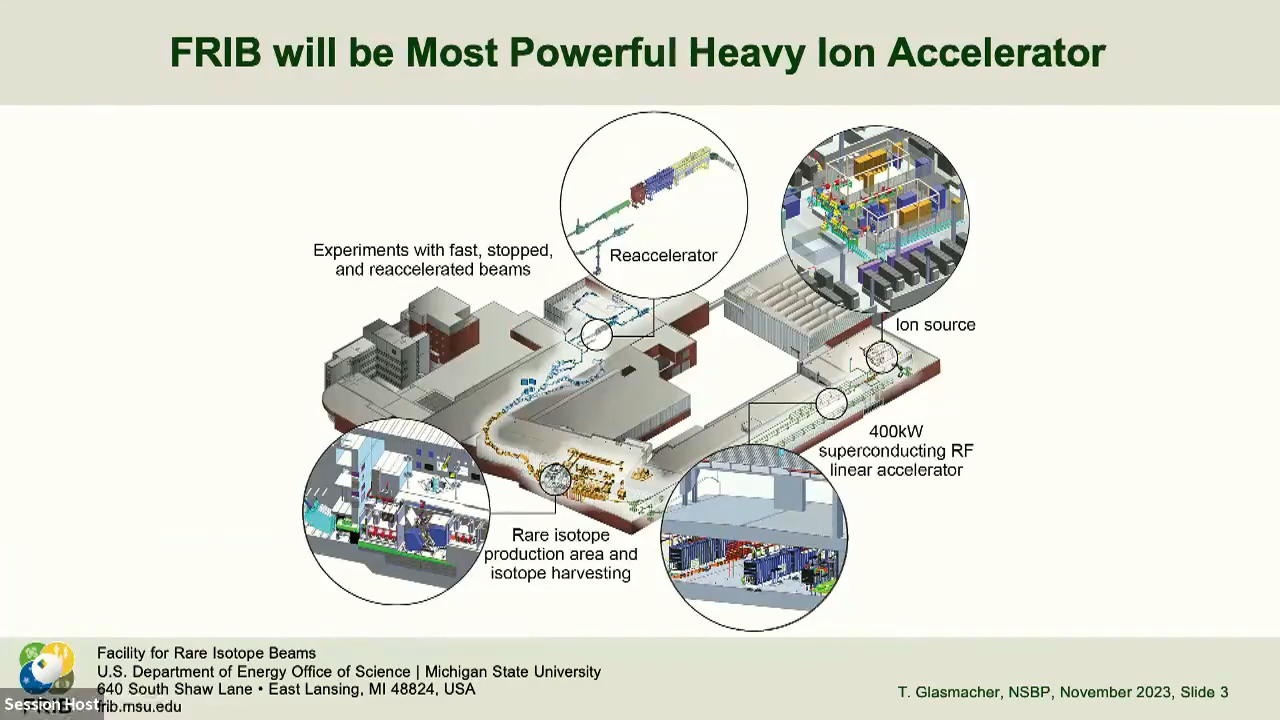 FRIB will be Most Powerful Heavy Ion Accelerator
Experiments with fast, stopped,
and reaccelerated beams
Reaccelerator
Ion source
400kW
superconducting RF
linear accelerator
Rare isotope
production area and
isotope harvesting
Facility for Rare Isotope Beams
U.S. Department of Energy Office of Science | Michigan State University
640 South Shaw Lane • East Lansing, MI 48824, USA
frib.msu.edu
FRIB
Session Host
T. Glasmacher, NSBP, November 2023, Slide 3